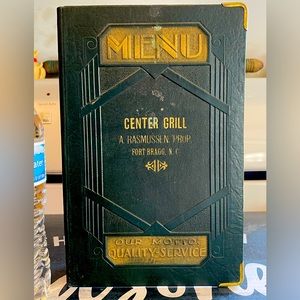 MENU
CENTER GRILL
A. RASMUSSEN, PROP.
FORT BRAGG, N. C.
OUR MOTTO:
QUALITY-SERVICE